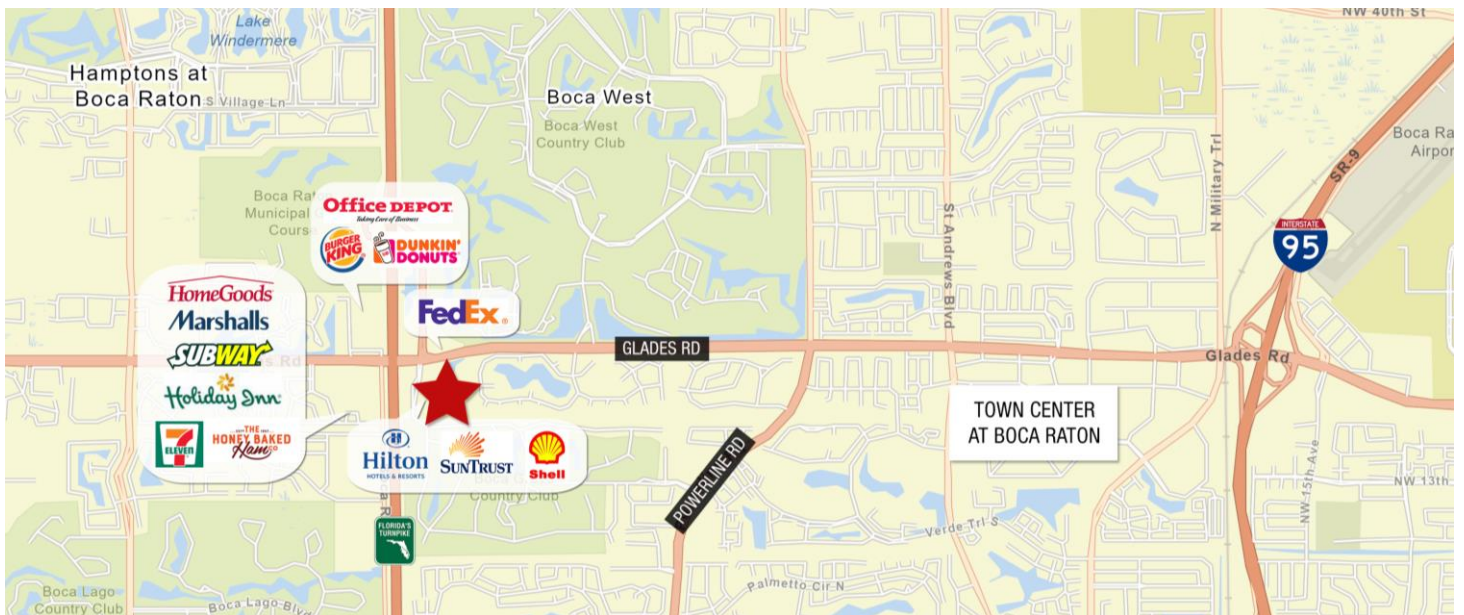 NW 40th St
Lake
Windermere
Hamptons at
Boca Raton
S Village Ln
Boca West
Boca West
Country Club
Boca
Municipal
Course
Office DEPOT
Taking Care of Business
BURGER
KING
DUNKIN'
DONUTS
HomeGoods
Marshalls
SUBWAY
Holiday Inn
7
ELEVEN
THE
HONEY BAKED
Ham
CO
FedEx®
GLADES RD
Rd
Hilton
HOTELS & RESORTS
SUNTRUST
Shell
Country Club
FLORIDA'S
TURNPIKE
POWERLINE RD
St Andrews Blvd
N Military Trl
SR-9
INTERSTATE
95
Boca Ra
Airpor
Glades Rd
TOWN CENTER
AT BOCA RATON
NW 15th Ave
NW 13th
Verde Trl S
Palmetto Cir N
Boca Lago
Country Club
Boca Lago Blvd